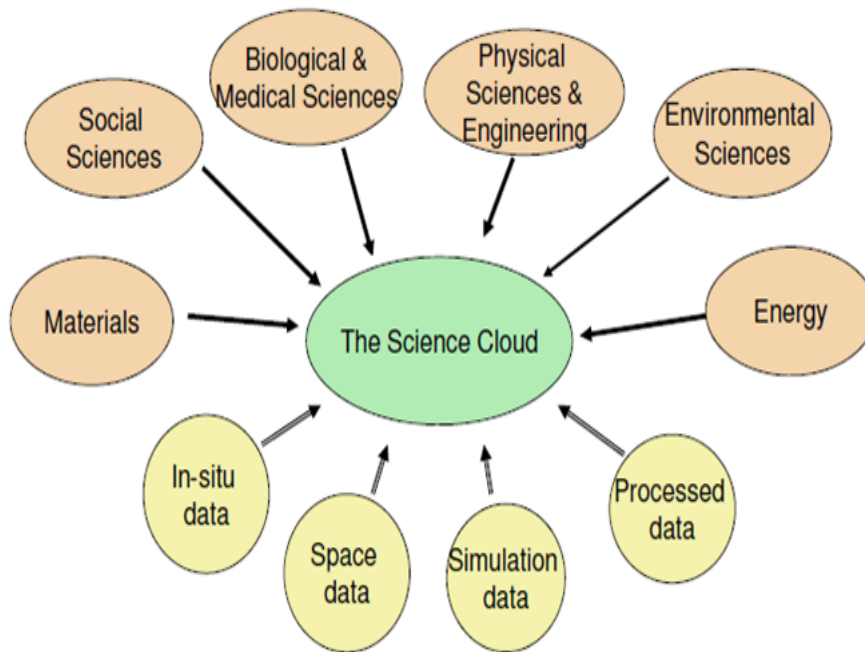 Biological &
Medical Sciences
Physical
Sciences &
Engineering
Social
Sciences
Environmental
Sciences
Materials
The Science Cloud
Energy
In-situ
data
Space
data
Simulation
data
Processed
data